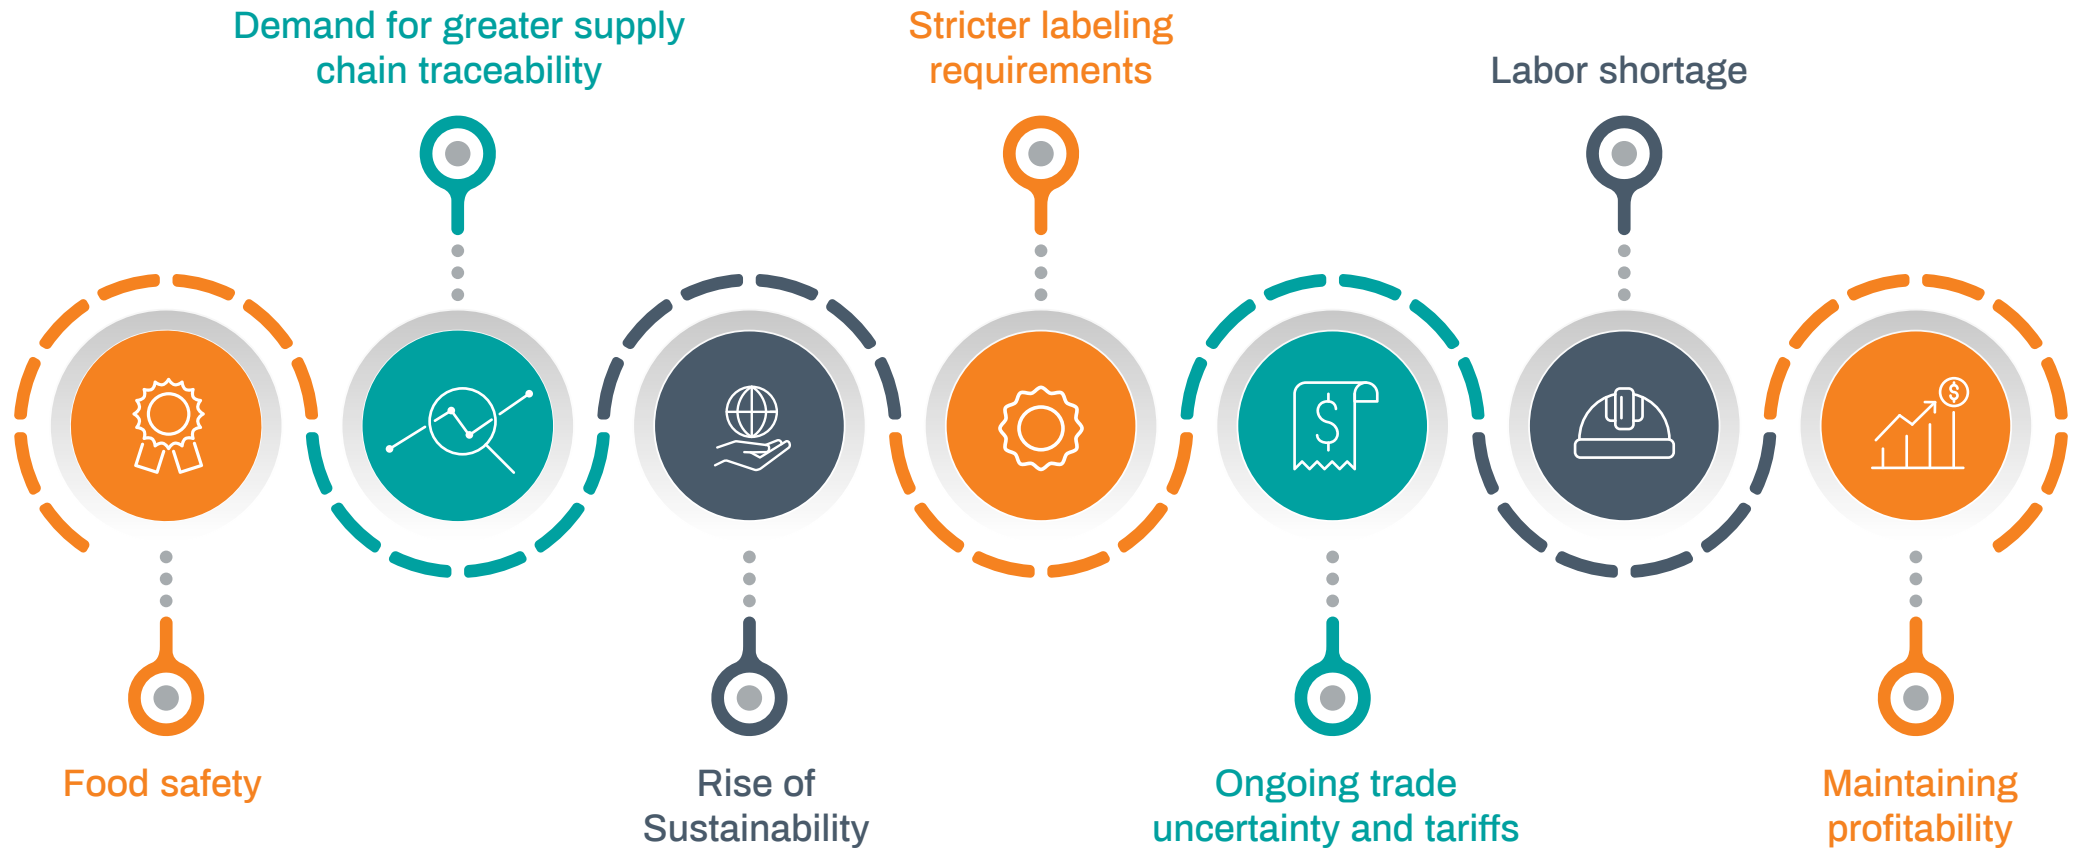 Demand for greater supply
chain traceability
Stricter labeling
requirements
Labor shortage
Food safety
Rise of
Sustainability
Ongoing trade
uncertainty and tariffs
Maintaining
profitability